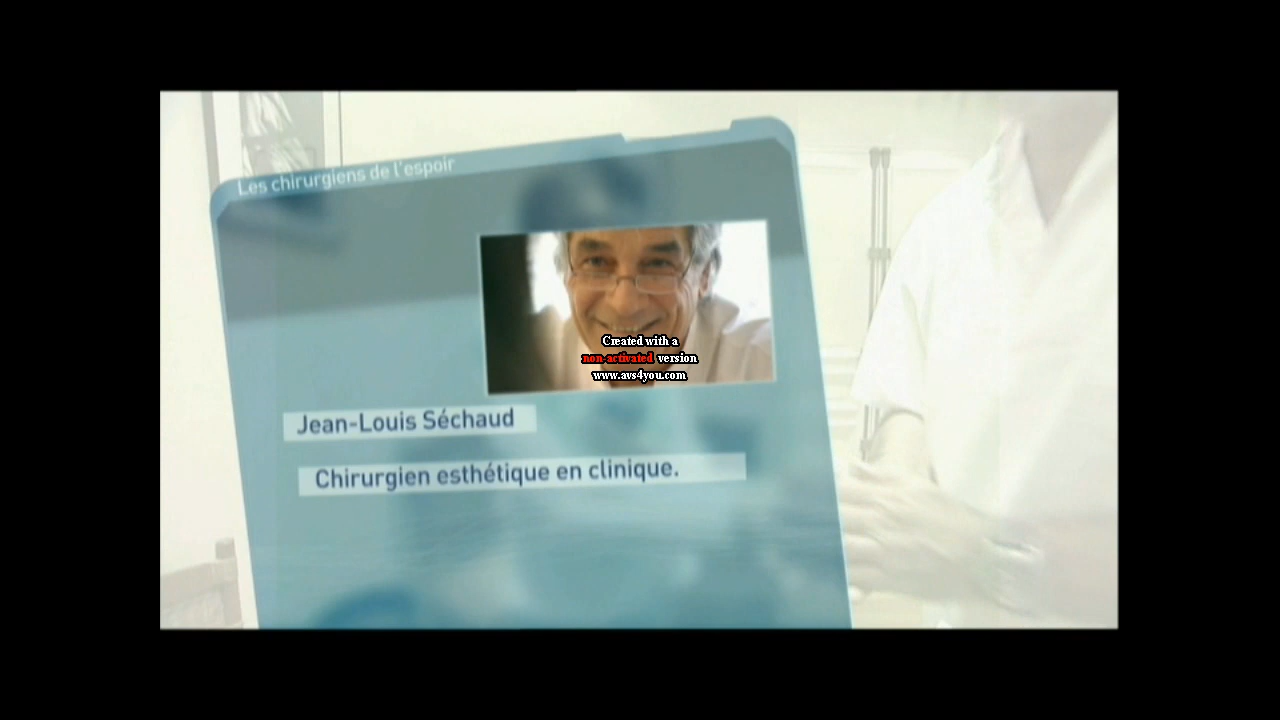 Les chirurgiens de l'espoir
Created with a
non-activated version
www.avs4you.com
Jean-Louis Séchaud
Chirurgien esthétique en clinique.